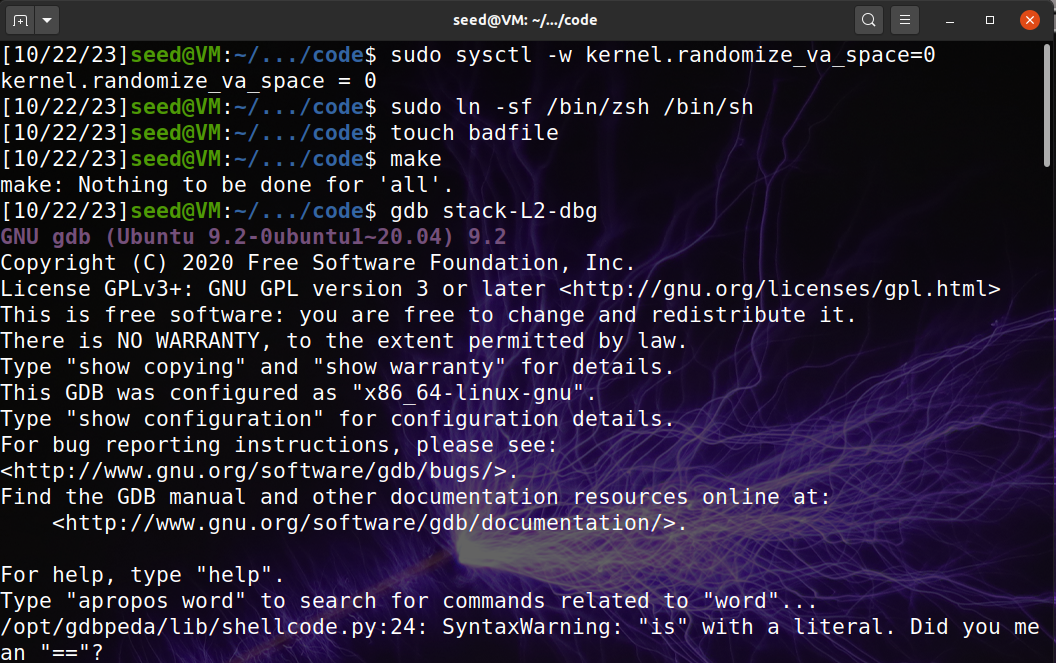 seed@VM: ~/.../code
[10/22/23]seed@VM:~/.../code$ sudo sysctl -w kernel.randomize_va_space=0
kernel.randomize_va_space = 0
[10/22/23]seed@VM:~/.../code$ sudo ln -sf /bin/zsh /bin/sh
[10/22/23]seed@VM:~/.../code$ touch badfile
[10/22/23]seed@VM:~/.../code$ make
make: Nothing to be done for 'all'.
[10/22/23]seed@VM:~/.../code$ gdb stack-L2-dbg
GNU gdb (Ubuntu 9.2-0ubuntu1~20.04) 9.2
Copyright (C) 2020 Free Software Foundation, Inc.
License GPLv3+: GNU GPL version 3 or later <http://gnu.org/licenses/gpl.html>
This is free software: you are free to change and redistribute it.
There is NO WARRANTY, to the extent permitted by law.
Type "show copying" and "show warranty" for details.
This GDB was configured as "x86_64-linux-gnu".
Type "show configuration" for configuration details.
For bug reporting instructions, please see:
<http://www.gnu.org/software/gdb/bugs/>.
Find the GDB manual and other documentation resources online at:
    <http://www.gnu.org/software/gdb/documentation/>.

For help, type "help".
Type "apropos word" to search for commands related to "word"...
/opt/gdbpeda/lib/shellcode.py:24: SyntaxWarning: "is" with a literal. Did you me
an "=="?